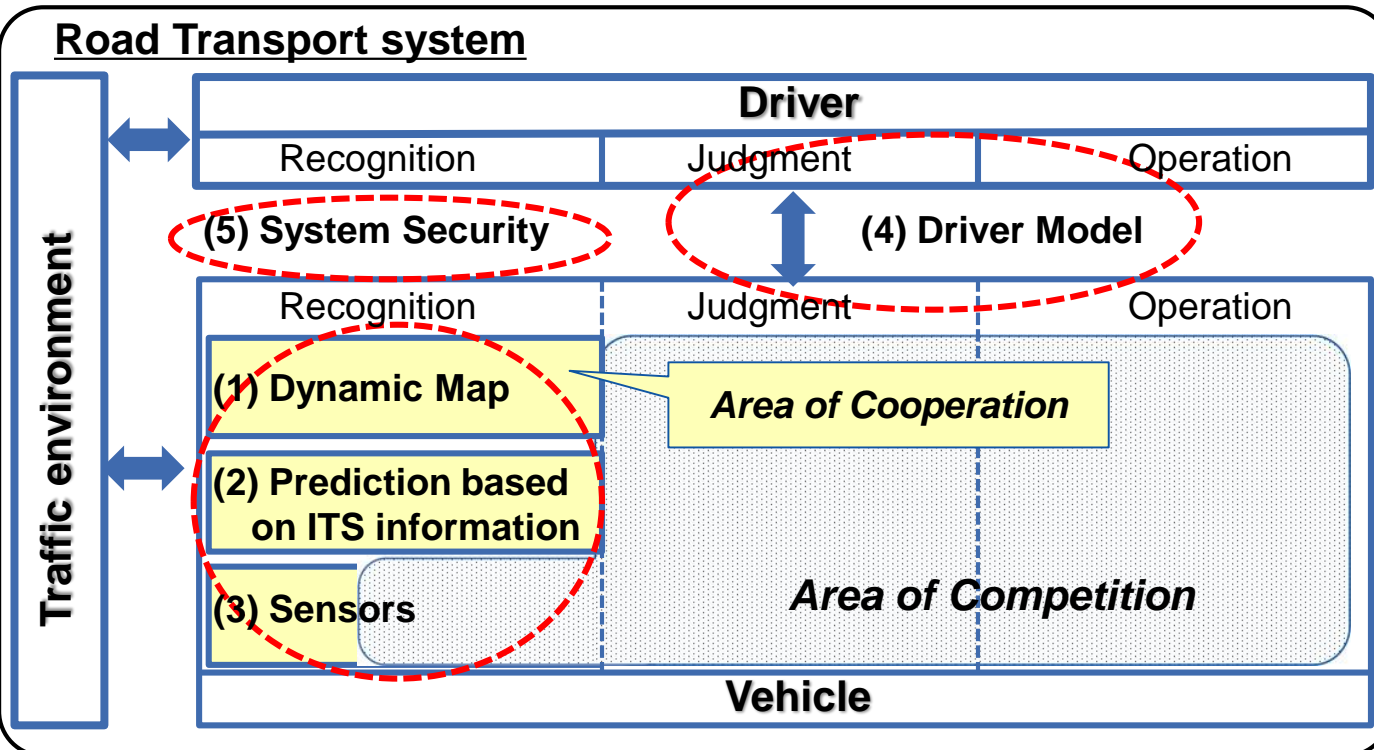 Road Transport system
Traffic environment
Driver
Recognition
Judgment
Operation
(5) System Security
(4) Driver Model
Recognition
Judgment
Operation
(1) Dynamic Map
Area of Cooperation
(2) Prediction based
on ITS information
(3) Sensors
Area of Competition
Vehicle